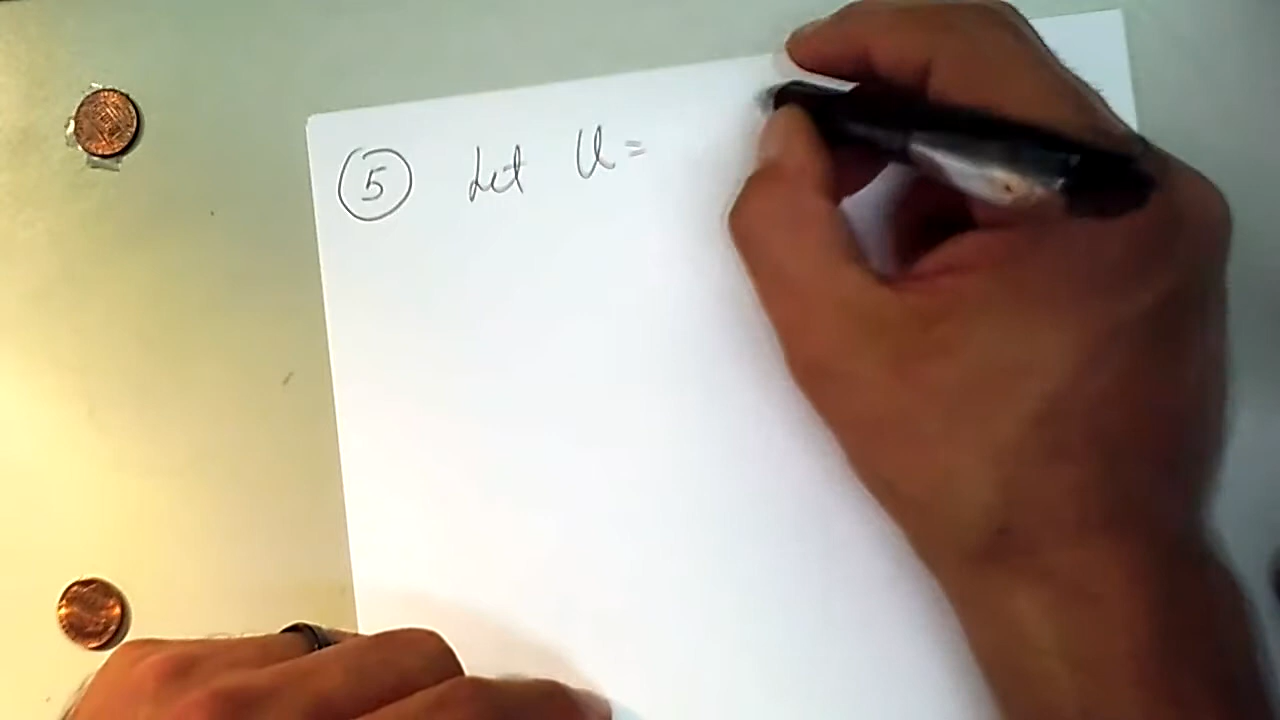 ⑤ Let U =